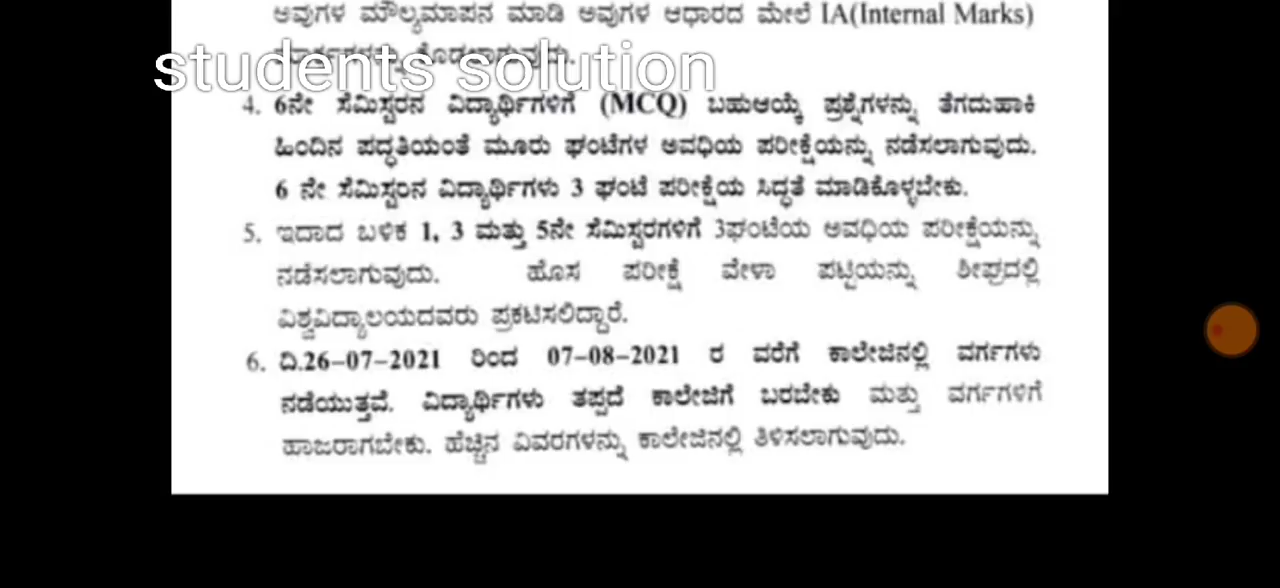 ಅವುಗಳ ಮೌಲ್ಯಮಾಪನ ಮಾಡಿ ಅವುಗಳ ಆಧಾರದ ಮೇಲೆ IA(Internal Marks)
students solution
4. 6ನೇ ಸೆಮಿಸ್ಟರನ ವಿದ್ಯಾರ್ಥಿಗಳಿಗೆ (MCQ) ಬಹುಆಯ್ಕೆ ಪ್ರಶ್ನೆಗಳನ್ನು ತೆಗದುಹಾಕಿ
ಹಿಂದಿನ ಪದ್ಧತಿಯಂತೆ ಮೂರು ಘಂಟೆಗಳ ಅವಧಿಯ ಪರೀಕ್ಷೆಯನ್ನು ನಡೆಸಲಾಗುವುದು.
6 ನೇ ಸೆಮಿಸ್ಟರಿನ ವಿದ್ಯಾರ್ಥಿಗಳು 3 ಘಂಟೆ ಪರೀಕ್ಷೆಯ ಸಿದ್ಧತೆ ಮಾಡಿಕೊಳ್ಳಬೇಕು.
5. ಇದಾದ ಬಳಿಕ 1, 3 ಮತ್ತು 5ನೇ ಸೆಮಿಸ್ಟರಗಳಿಗೆ 3ಘಂಟೆಯ ಅವಧಿಯ ಪರೀಕ್ಷೆಯನ್ನು
ನಡೆಸಲಾಗುವುದು. ಹೊಸ ಪರೀಕ್ಷೆ ವೇಳಾ ಪಟ್ಟಿಯನ್ನು ಶೀಘ್ರದಲ್ಲಿ
ವಿಶ್ವವಿದ್ಯಾಲಯದವರು ಪ್ರಕಟಿಸಲಿದ್ದಾರೆ.
6. ದಿ.26-07-2021 ರಿಂದ 07-08-2021 ರ ವರೆಗೆ ಕಾಲೇಜಿನಲ್ಲಿ ವರ್ಗಗಳು
ನಡೆಯುತ್ತವೆ. ವಿದ್ಯಾರ್ಥಿಗಳು ತಪ್ಪದೆ ಕಾಲೇಜಿಗೆ ಬರಬೇಕು ಮತ್ತು ವರ್ಗಗಳಿಗೆ
ಹಾಜರಾಗಬೇಕು. ಹೆಚ್ಚಿನ ವಿವರಗಳನ್ನು ಕಾಲೇಜಿನಲ್ಲಿ ತಿಳಿಸಲಾಗುವುದು.